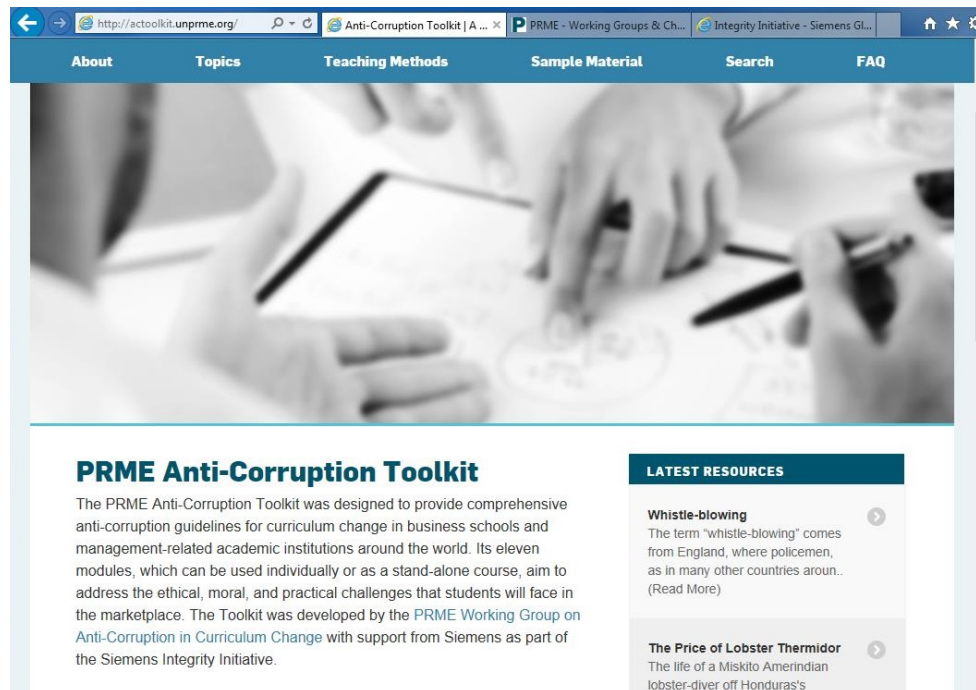 http://actoolkit.unprme.org/
Anti-Corruption Toolkit | A ...
PRME - Working Groups & Ch...
Integrity Initiative - Siemens Gl...
About Topics Teaching Methods Sample Material Search FAQ
PRME Anti-Corruption Toolkit
The PRME Anti-Corruption Toolkit was designed to provide comprehensive
anti-corruption guidelines for curriculum change in business schools and
management-related academic institutions around the world. Its eleven
modules, which can be used individually or as a stand-alone course, aim to
address the ethical, moral, and practical challenges that students will face in
the marketplace. The Toolkit was developed by the PRME Working Group on
Anti-Corruption in Curriculum Change with support from Siemens as part of
the Siemens Integrity Initiative.
LATEST RESOURCES
Whistle-blowing
The term "whistle-blowing" comes
from England, where policemen,
as in many other countries aroun..
(Read More)
The Price of Lobster Thermidor
The life of a Miskito Amerindian
lobster-diver off Honduras's